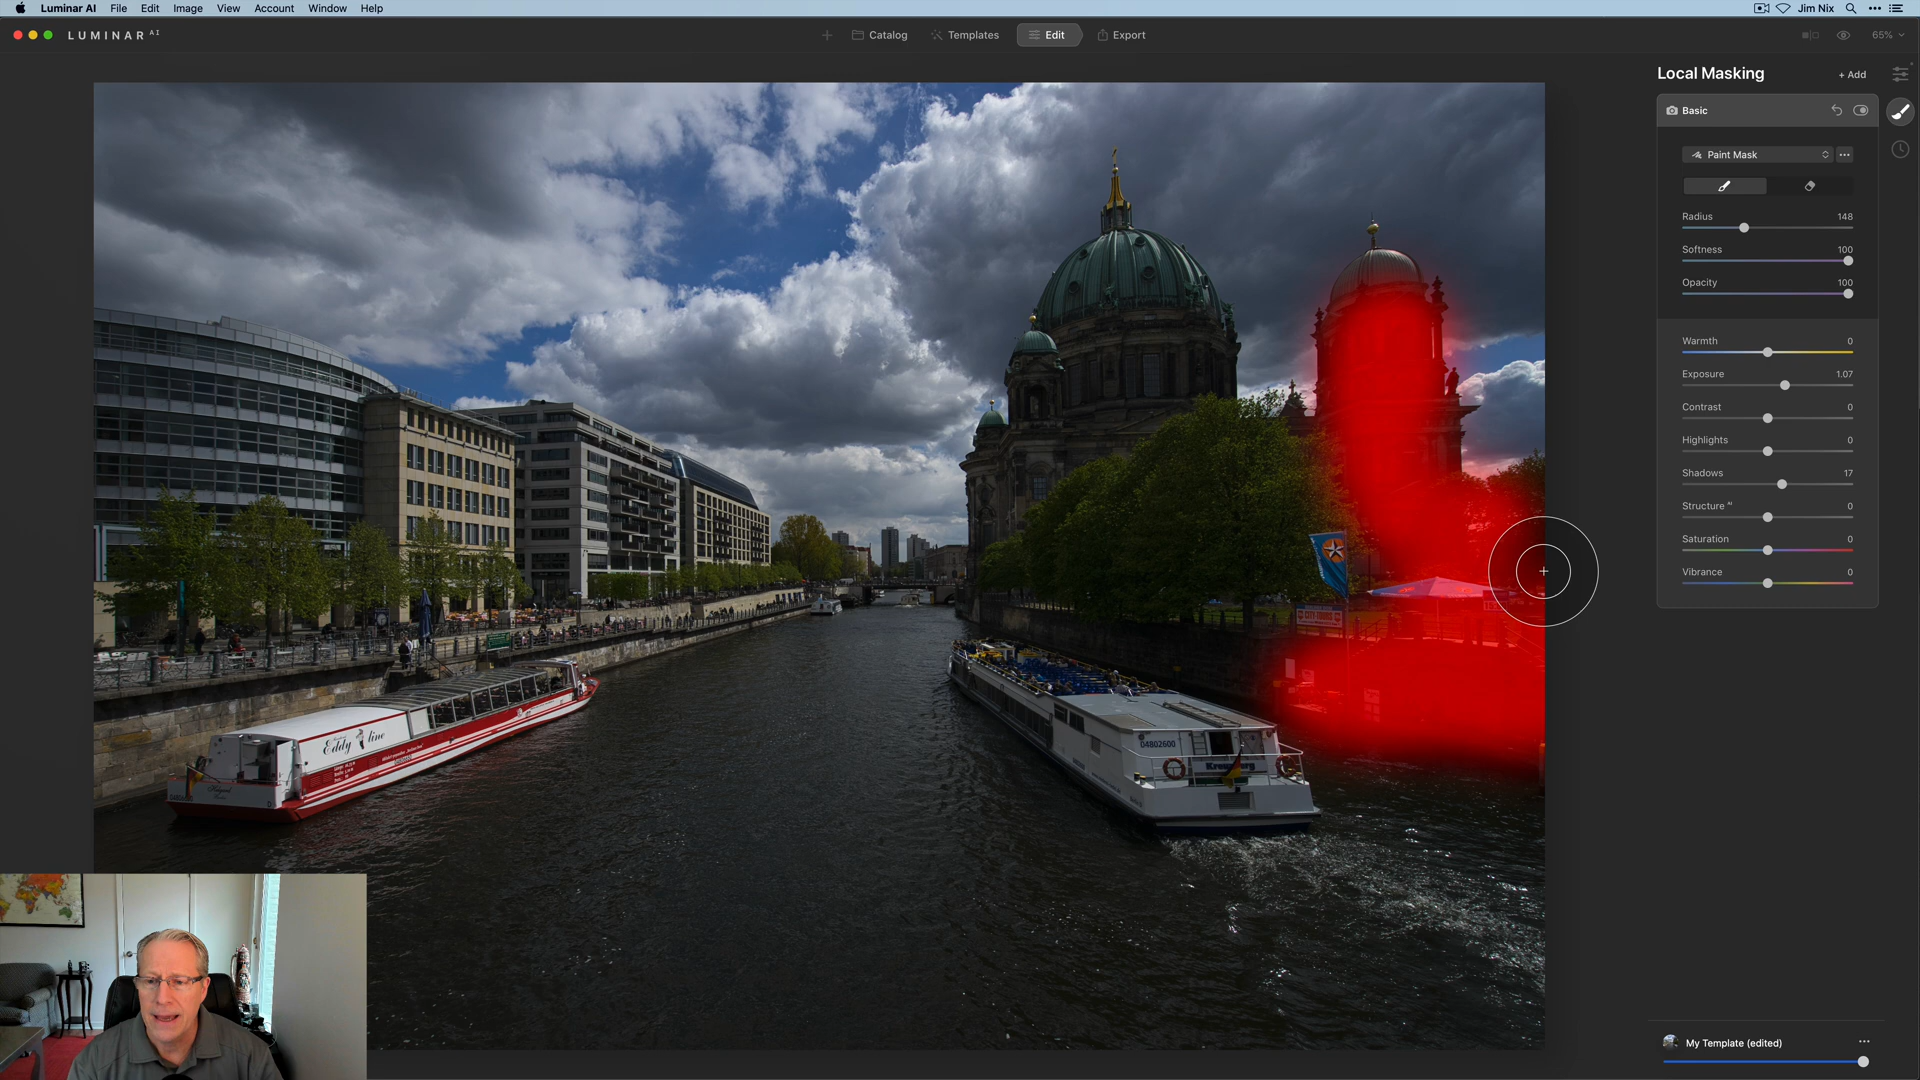 Luminar AI File Edit Image View Account Window Help Jim Nix
LUMINAR AI
Catalog
Templates
Edit
Export
65%
Local Masking
+ Add
Basic
Paint Mask
Radius 148
Softness 100
Opacity 100
Warmth 0
Exposure 1.07
Contrast 0
Highlights 0
Shadows 17
Structure AI 0
Saturation 0
Vibrance 0
Eddy line
04802600
My Template (edited)